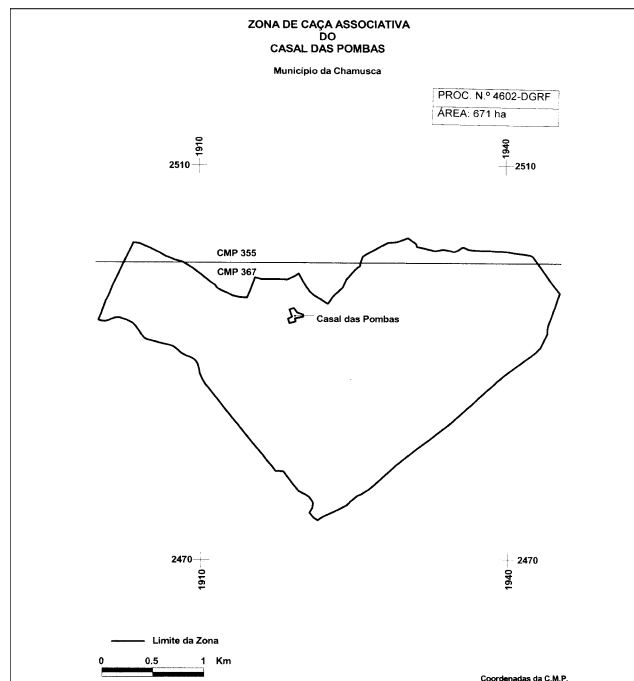 ZONA DE CAÇA ASSOCIATIVA
DO
CASAL DAS POMBAS
Município da Chamusca
PROC. N.º 4602-DGRF
ÁREA: 671 ha
1910
2510
1940
2510
CMP 355
CMP 367
Casal das Pombas
2470
1910
2470
1940
Limite da Zona
0 0.5 1 Km
Coordenadas da C.M.P.